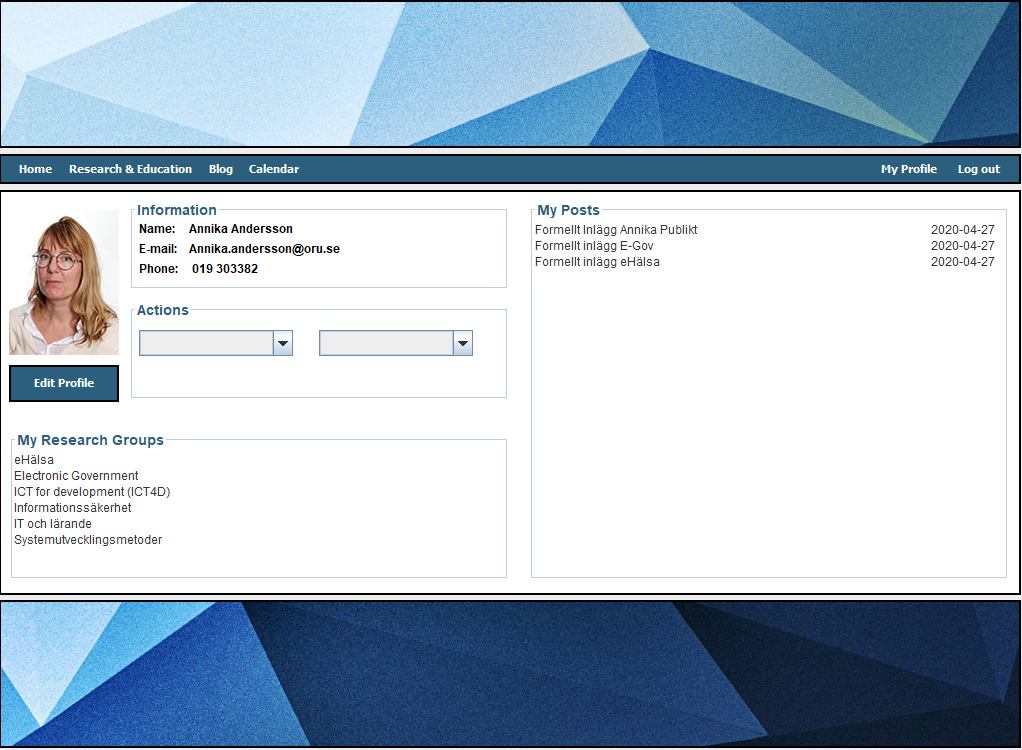 Home Research & Education Blog Calendar My Profile Log out
Information
Name: Annika Andersson
E-mail: Annika.andersson@oru.se
Phone: 019 303382
Actions
Edit Profile
My Research Groups
eHälsa
Electronic Government
ICT for development (ICT4D)
Informationssäkerhet
IT och lärande
Systemutvecklingsmetoder
My Posts
Formellt Inlägg Annika Publikt 2020-04-27
Formellt inlägg E-Gov 2020-04-27
Formellt inlägg eHälsa 2020-04-27